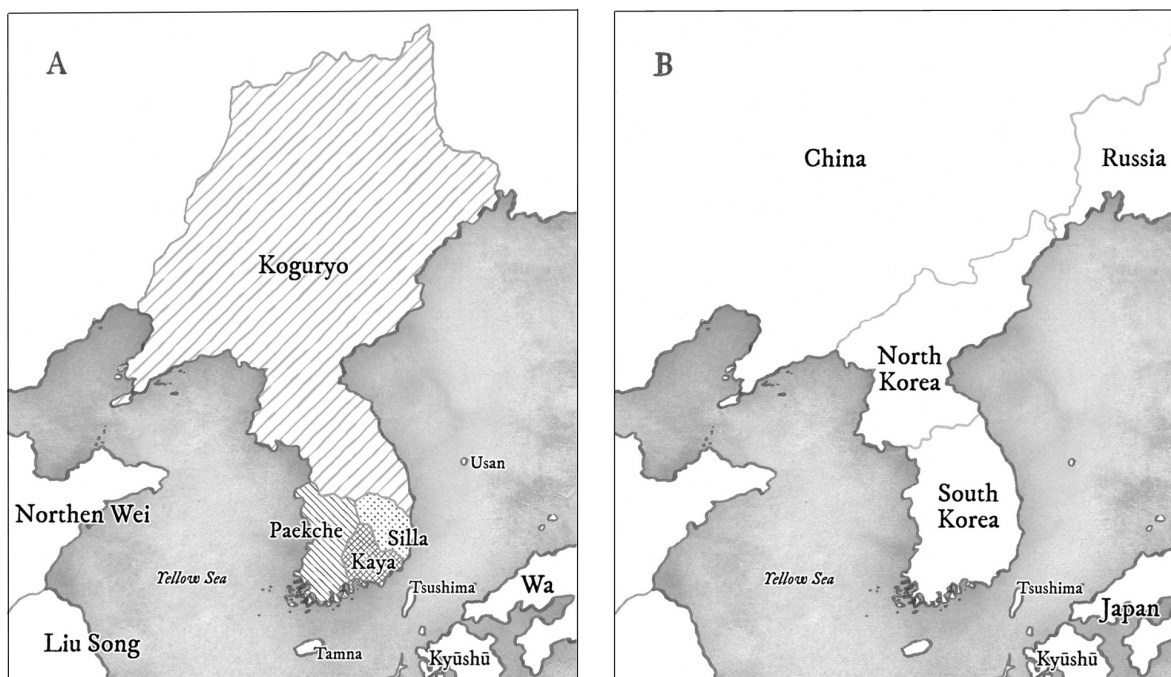 A
Koguryo
Usan
Northen Wei
Paekche
Silla
Kaya
Yellow Sea
Tsushima
Wa
Liu Song
Tamna
Kyūshū
B
China
Russia
North
Korea
South
Korea
Yellow Sea
Tsushima
Japan
Kyūshū